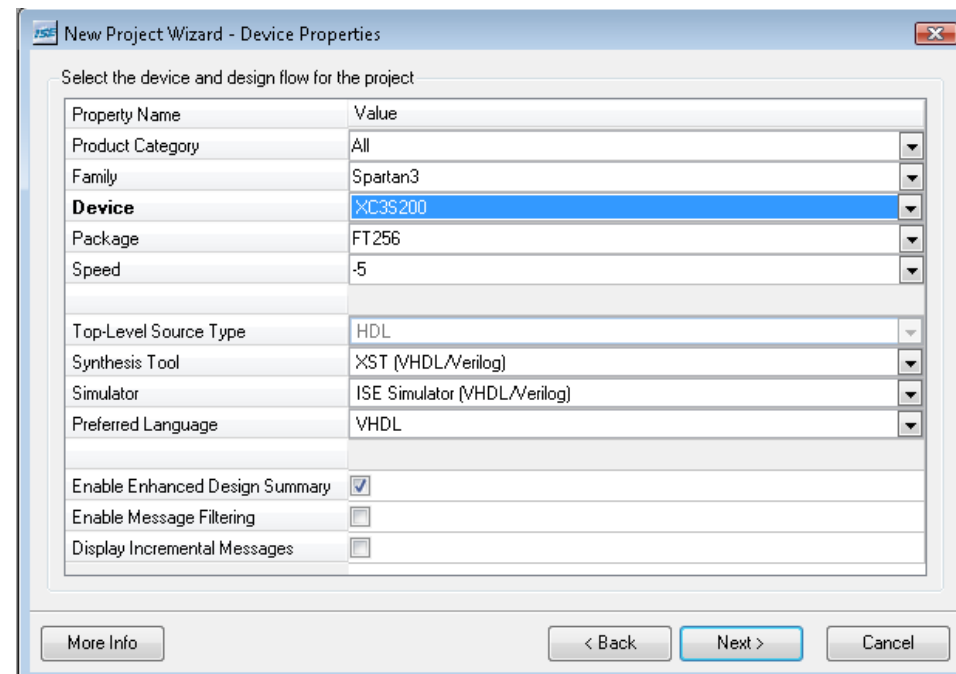 ISE New Project Wizard - Device Properties
Select the device and design flow for the project
Property Name Value
Product Category All
Family Spartan3
Device XC3S200
Package FT256
Speed -5
Top-Level Source Type HDL
Synthesis Tool XST (VHDL/Verilog)
Simulator ISE Simulator (VHDL/Verilog)
Preferred Language VHDL
Enable Enhanced Design Summary
Enable Message Filtering
Display Incremental Messages
More Info < Back Next > Cancel